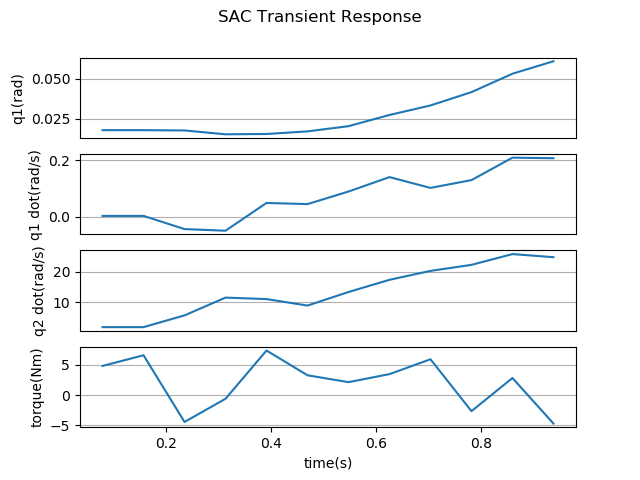 SAC Transient Response
q1(rad)
0.050
0.025
q1 dot(rad/s)
0.2
0.0
q2 dot(rad/s)
20
10
torque(Nm)
5
0
−5
0.2 0.4 0.6 0.8
time(s)